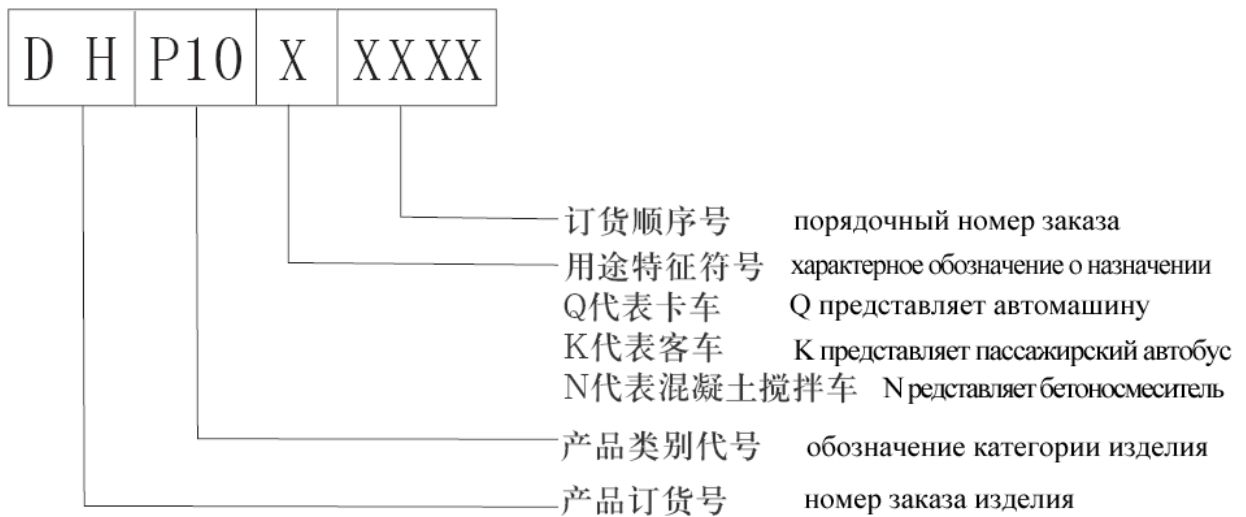 D H P10 X XXXX
订货顺序号 порядочный номер заказа
用途特征符号 характерное обозначение о назначении
Q代表卡车 Q представляет автомашину
K代表客车 K представляет пассажирский автобус
N代表混凝土搅拌车 N редставляет бетоносмеситель
产品类别代号 обозначение категории изделия
产品订货号 номер заказа изделия